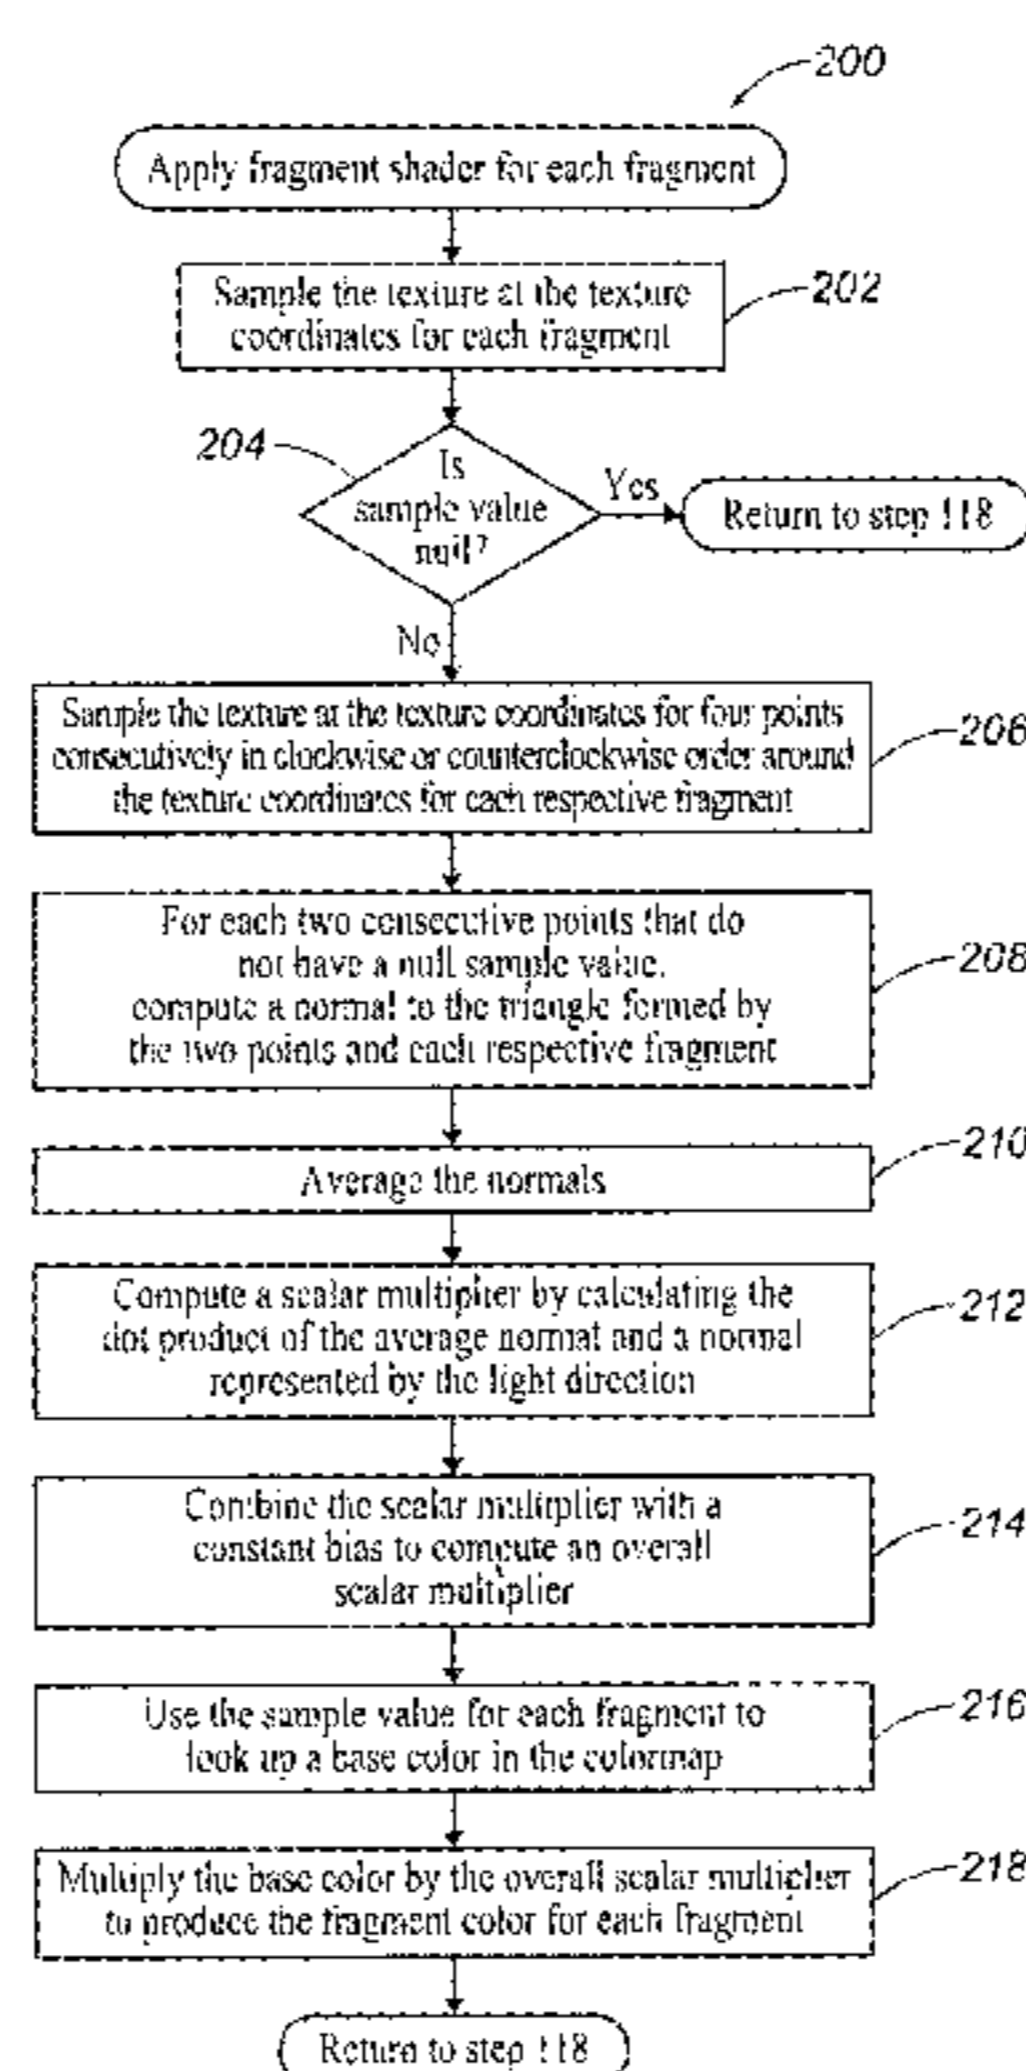 200
Apply fragment shader for each fragment
Sample the texture at the texture
coordinates for each fragment
202
204
Is
sample value
null?
Yes
Return to step 118
No
Sample the texture at the texture coordinates for four points
consecutively in clockwise or counterclockwise order around
the texture coordinates for each respective fragment
206
For each two consecutive points that do
not have a null sample value,
compute a normal to the triangle formed by
the two points and each respective fragment
208
Average the normals
210
Compute a scalar multiplier by calculating the
dot product of the average normal and a normal
represented by the light direction
212
Combine the scalar multiplier with a
constant bias to compute an overall
scalar multiplier
214
Use the sample value for each fragment to
look up a base color in the colormap
216
Multiply the base color by the overall scalar multiplier
to produce the fragment color for each fragment
218
Return to step 118